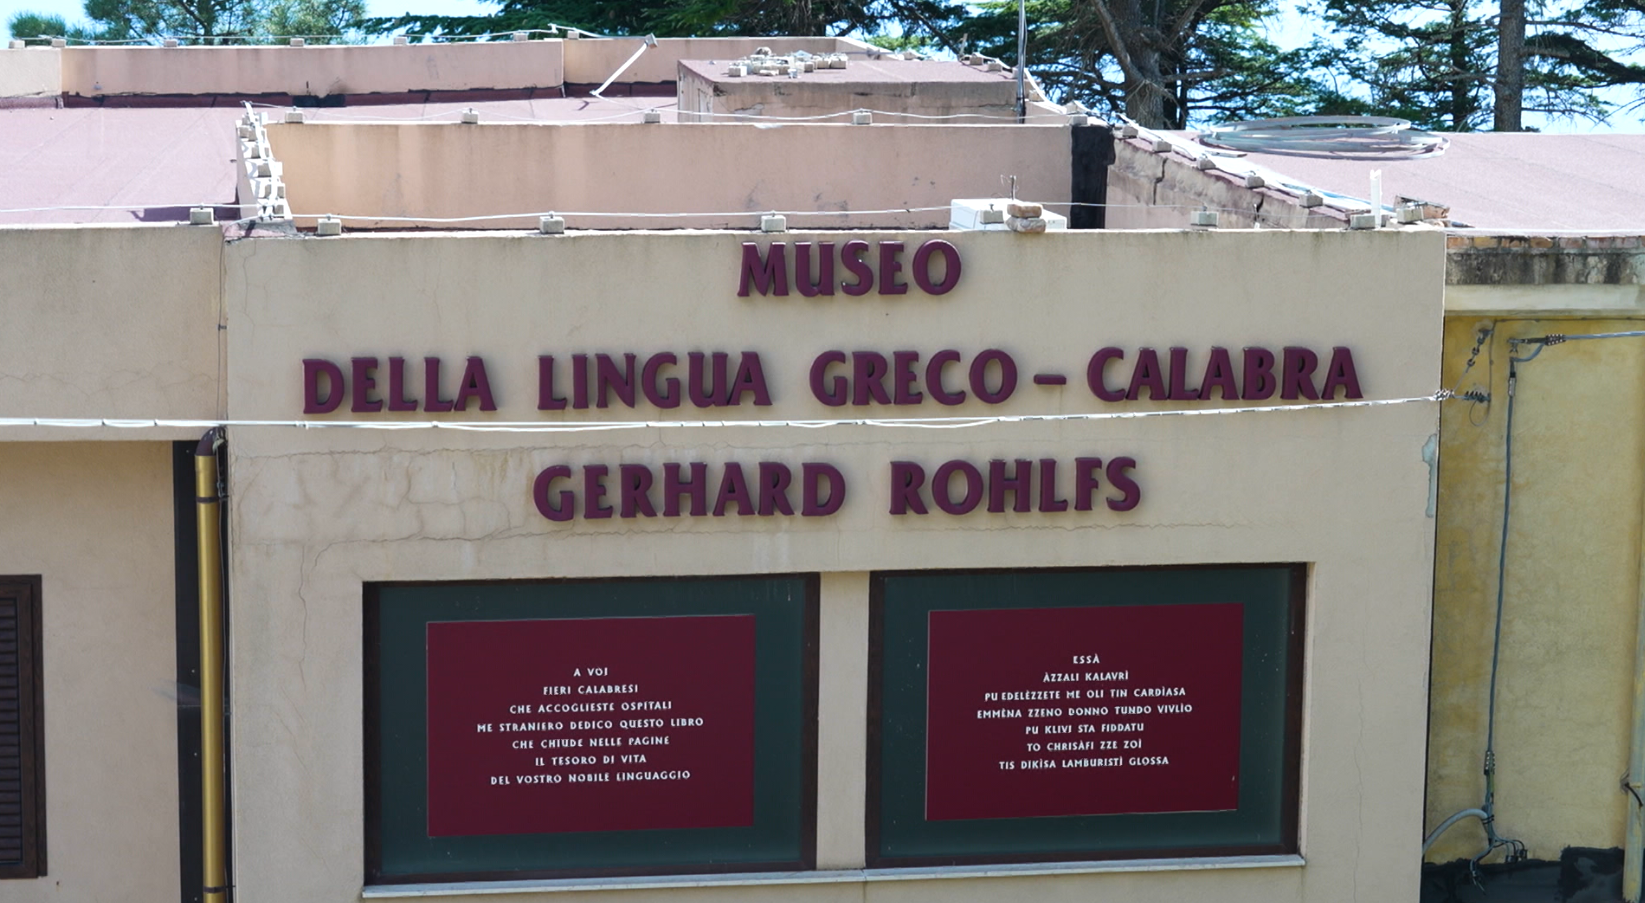 MUSEO
DELLA LINGUA GRECO - CALABRA
GERHARD ROHLFS
A VOI
FIERI CALABRESI
CHE ACCOGLIESTE OSPITALI
ME STRANIERO DEDICO QUESTO LIBRO
CHE CHIUDE NELLE PAGINE
IL TESORO DI VITA
DEL VOSTRO NOBILE LINGUAGGIO
ESSÀ
ÀZZALI KALAVRÌ
PU EDELÈZZETE ME OLI TIN CARDÌASA
EMMÈNA ZZENO DONNO TUNDO VIVLÌO
PU KLIVI STA FIDDATU
TO CHRISÀFI ZZE ZOÌ
TIS DIKÌSA LAMBURISTÌ GLOSSA